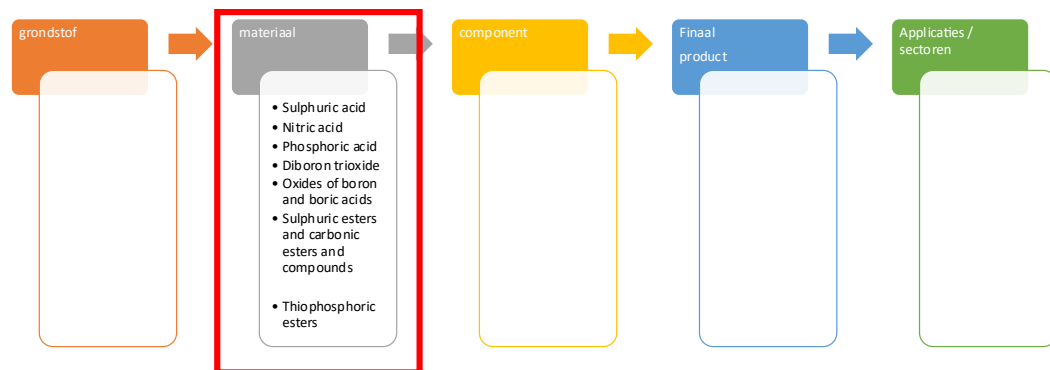 grondstof
materiaal
component
Finaal
product
Applicaties /
sectoren
• Sulphuric acid
• Nitric acid
• Phosphoric acid
• Diboron trioxide
• Oxides of boron
and boric acids
• Sulphuric esters
and carbonic
esters and
compounds
• Thiophosphoric
esters